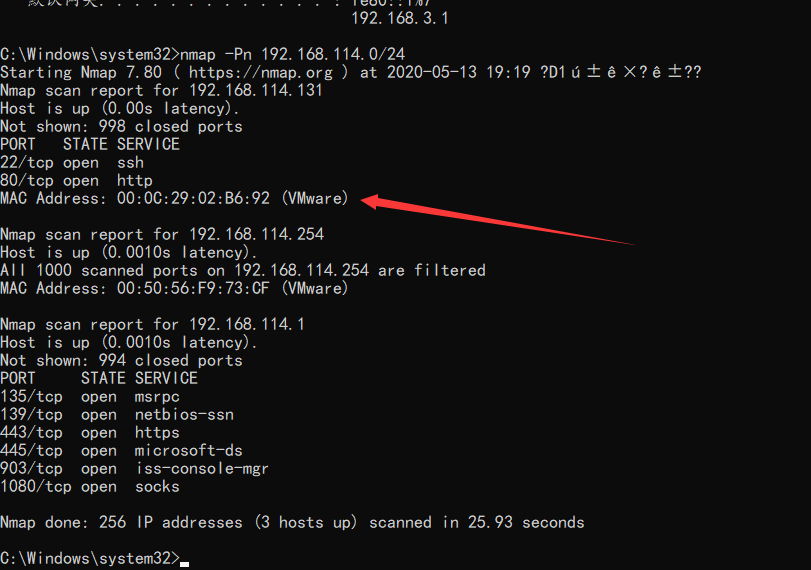 192.168.3.1
C:\Windows\system32>nmap -Pn 192.168.114.0/24
Starting Nmap 7.80 ( https://nmap.org ) at 2020-05-13 19:19 ?D1ú±ê×?ê±??
Nmap scan report for 192.168.114.131
Host is up (0.00s latency).
Not shown: 998 closed ports
PORT   STATE SERVICE
22/tcp open  ssh
80/tcp open  http
MAC Address: 00:0C:29:02:B6:92 (VMware)
Nmap scan report for 192.168.114.254
Host is up (0.0010s latency).
All 1000 scanned ports on 192.168.114.254 are filtered
MAC Address: 00:50:56:F9:73:CF (VMware)
Nmap scan report for 192.168.114.1
Host is up (0.0010s latency).
Not shown: 994 closed ports
PORT     STATE SERVICE
135/tcp  open  msrpc
139/tcp  open  netbios-ssn
443/tcp  open  https
445/tcp  open  microsoft-ds
903/tcp  open  iss-console-mgr
1080/tcp open  socks
Nmap done: 256 IP addresses (3 hosts up) scanned in 25.93 seconds
C:\Windows\system32>